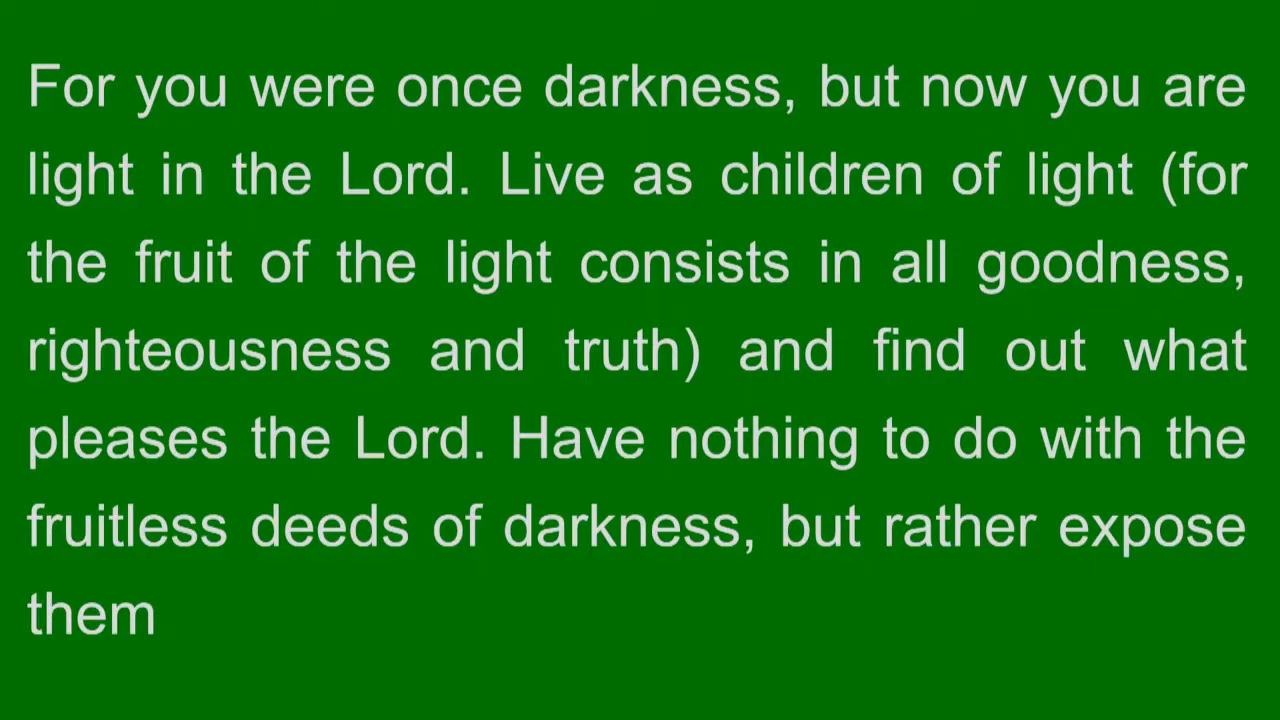 For you were once darkness, but now you are
light in the Lord. Live as children of light (for
the fruit of the light consists in all goodness,
righteousness and truth) and find out what
pleases the Lord. Have nothing to do with the
fruitless deeds of darkness, but rather expose
them